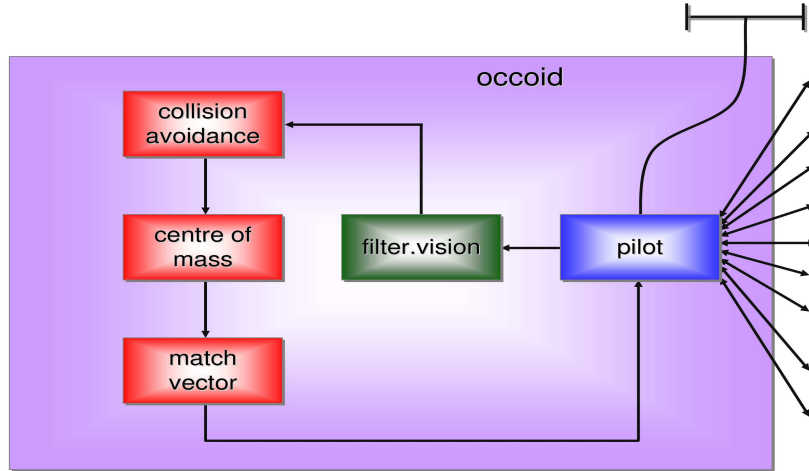 occoid
collision
avoidance
centre of
mass
filter.vision
pilot
match
vector